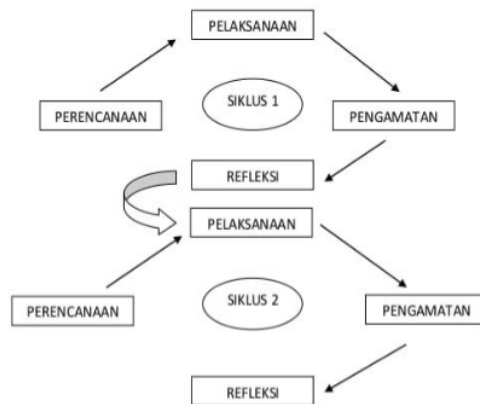 PELAKSANAAN
SIKLUS 1
PERENCANAAN
PENGAMATAN
REFLEKSI
PELAKSANAAN
SIKLUS 2
PERENCANAAN
PENGAMATAN
REFLEKSI